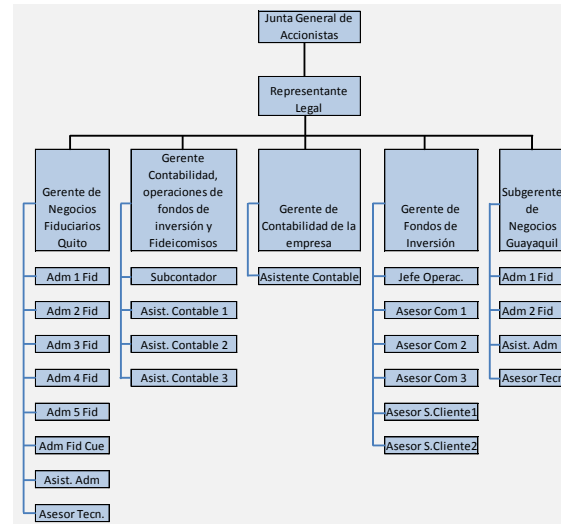 Junta General de
Accionistas
Representante
Legal
Gerente de
Negocios
Fiduciarios
Quito
Adm 1 Fid
Adm 2 Fid
Adm 3 Fid
Adm 4 Fid
Adm 5 Fid
Adm Fid Cue
Asist. Adm
Asesor Tecn.
Gerente
Contabilidad,
operaciones de
fondos de
inversión y
Fideicomisos
Subcontador
Asist. Contable 1
Asist. Contable 2
Asist. Contable 3
Gerente de
Contabilidad de la
empresa
Asistente Contable
Gerente de
Fondos de
Inversión
Jefe Operac.
Asesor Com 1
Asesor Com 2
Asesor Com 3
Asesor S.Cliente1
Asesor S.Cliente2
Subgerente
de
Negocios
Guayaquil
Adm 1 Fid
Adm 2 Fid
Asist. Adm
Asesor Tecn